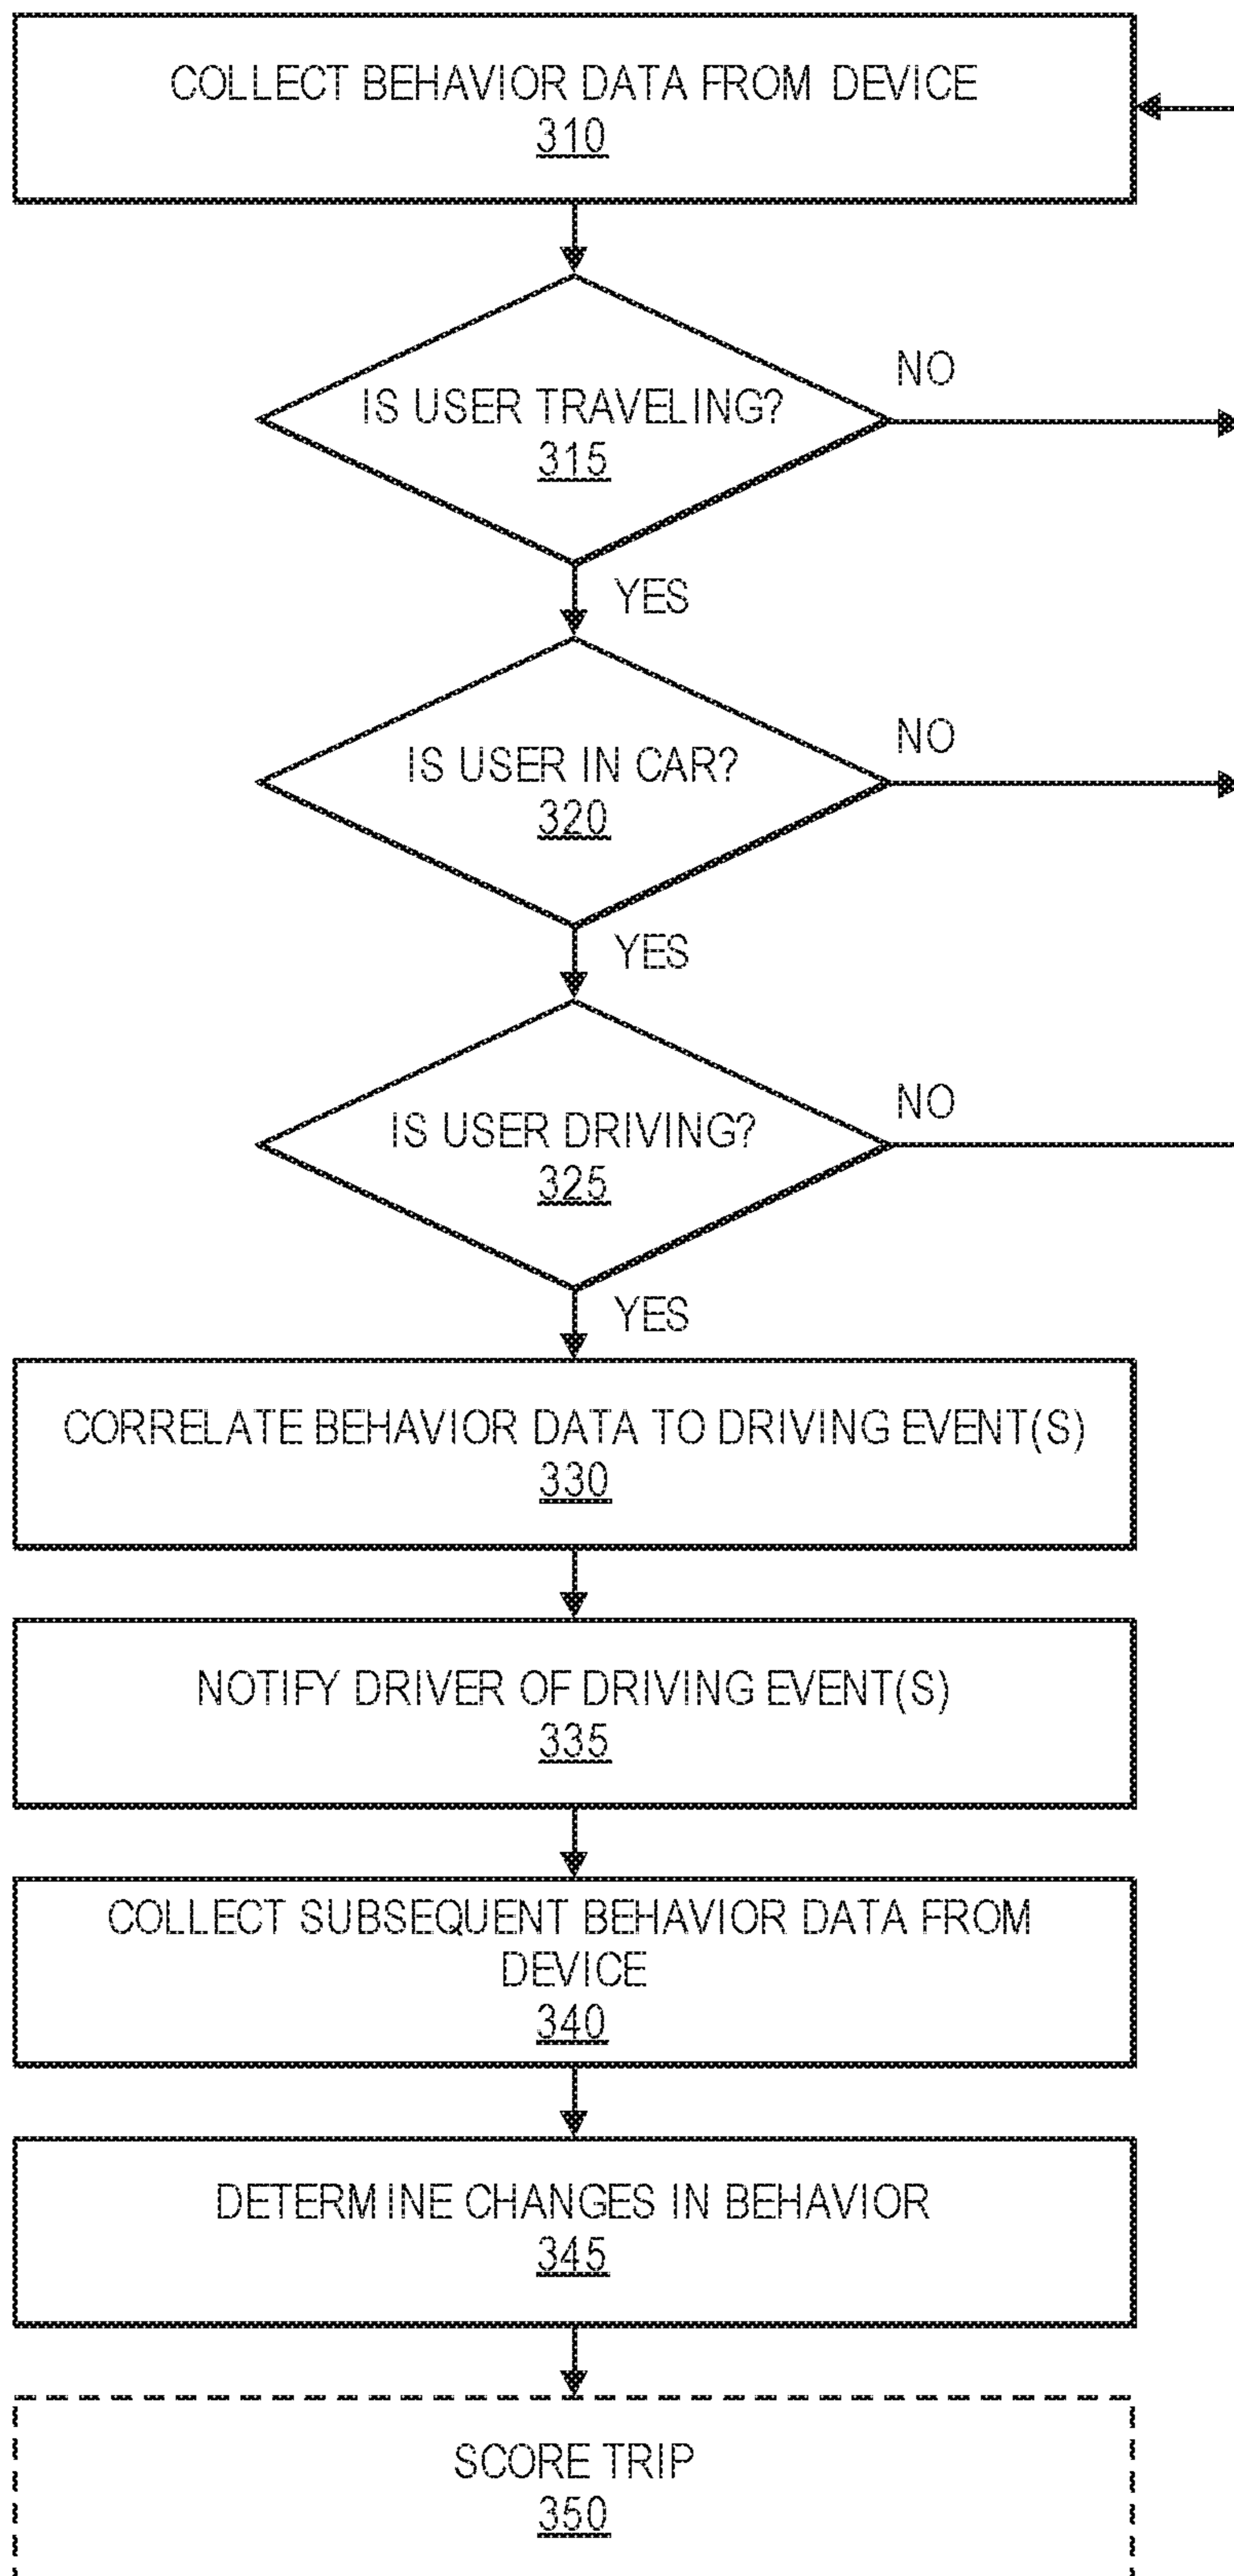 COLLECT BEHAVIOR DATA FROM DEVICE
310
IS USER TRAVELING?
315
NO
YES
IS USER IN CAR?
320
NO
YES
IS USER DRIVING?
325
NO
YES
CORRELATE BEHAVIOR DATA TO DRIVING EVENT(S)
330
NOTIFY DRIVER OF DRIVING EVENT(S)
335
COLLECT SUBSEQUENT BEHAVIOR DATA FROM
DEVICE
340
DETERMINE CHANGES IN BEHAVIOR
345
SCORE TRIP
350